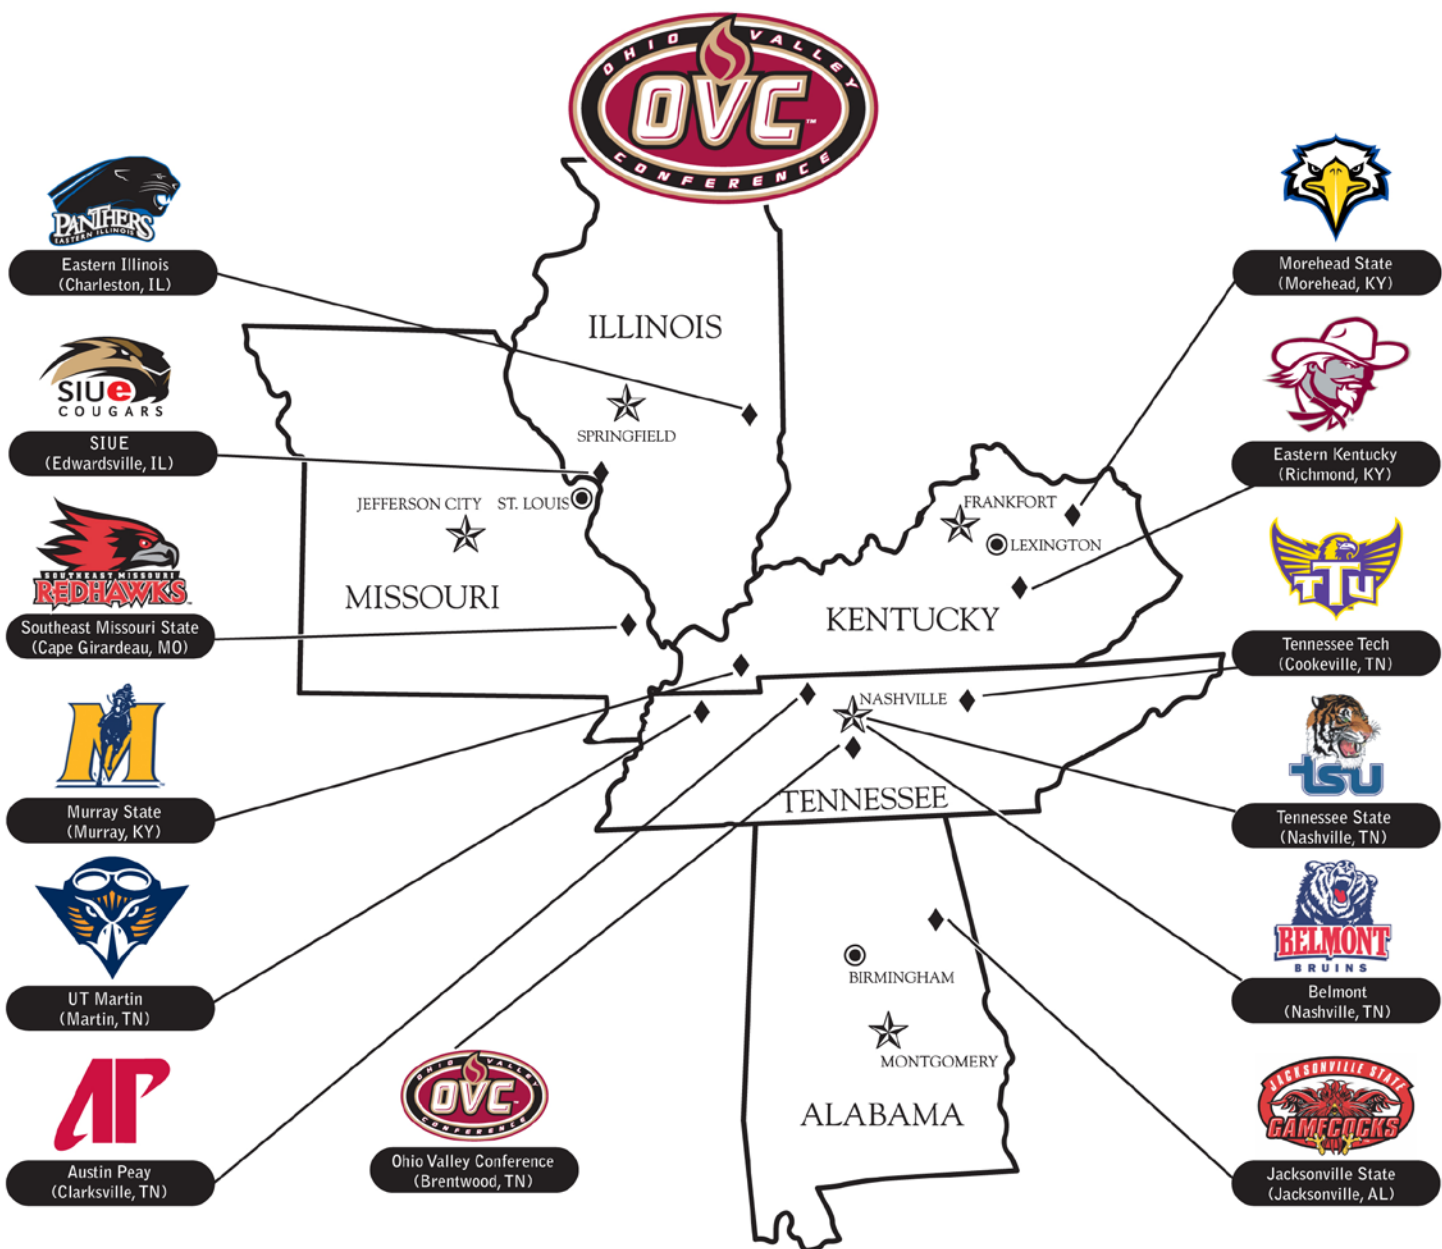 OHIO VALLEY
OVC™
CONFERENCE
PANTHERS
EASTERN ILLINOIS
Eastern Illinois
(Charleston, IL)
SIUe
COUGARS
SIUE
(Edwardsville, IL)
SOUTHEAST MISSOURI
REDHAWKS
Southeast Missouri State
(Cape Girardeau, MO)
M
Murray State
(Murray, KY)
UT Martin
(Martin, TN)
AP
Austin Peay
(Clarksville, TN)
OHIO VALLEY
OVC
CONFERENCE
Ohio Valley Conference
(Brentwood, TN)
ILLINOIS
SPRINGFIELD
JEFFERSON CITY
ST. LOUIS
MISSOURI
FRANKFORT
LEXINGTON
KENTUCKY
NASHVILLE
TENNESSEE
BIRMINGHAM
MONTGOMERY
ALABAMA
Morehead State
(Morehead, KY)
Eastern Kentucky
(Richmond, KY)
TTU
Tennessee Tech
(Cookeville, TN)
tsu
Tennessee State
(Nashville, TN)
BELMONT
BRUINS
Belmont
(Nashville, TN)
JACKSONVILLE STATE
GAMECOCKS
Jacksonville State
(Jacksonville, AL)